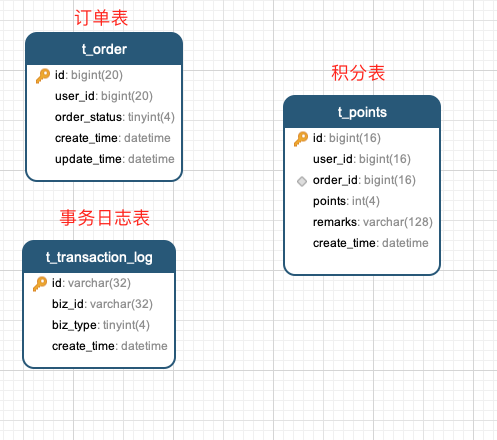 订单表
t_order
id: bigint(20)
user_id: bigint(20)
order_status: tinyint(4)
create_time: datetime
update_time: datetime
积分表
t_points
id: bigint(16)
user_id: bigint(16)
order_id: bigint(16)
points: int(4)
remarks: varchar(128)
create_time: datetime
事务日志表
t_transaction_log
id: varchar(32)
biz_id: varchar(32)
biz_type: tinyint(4)
create_time: datetime